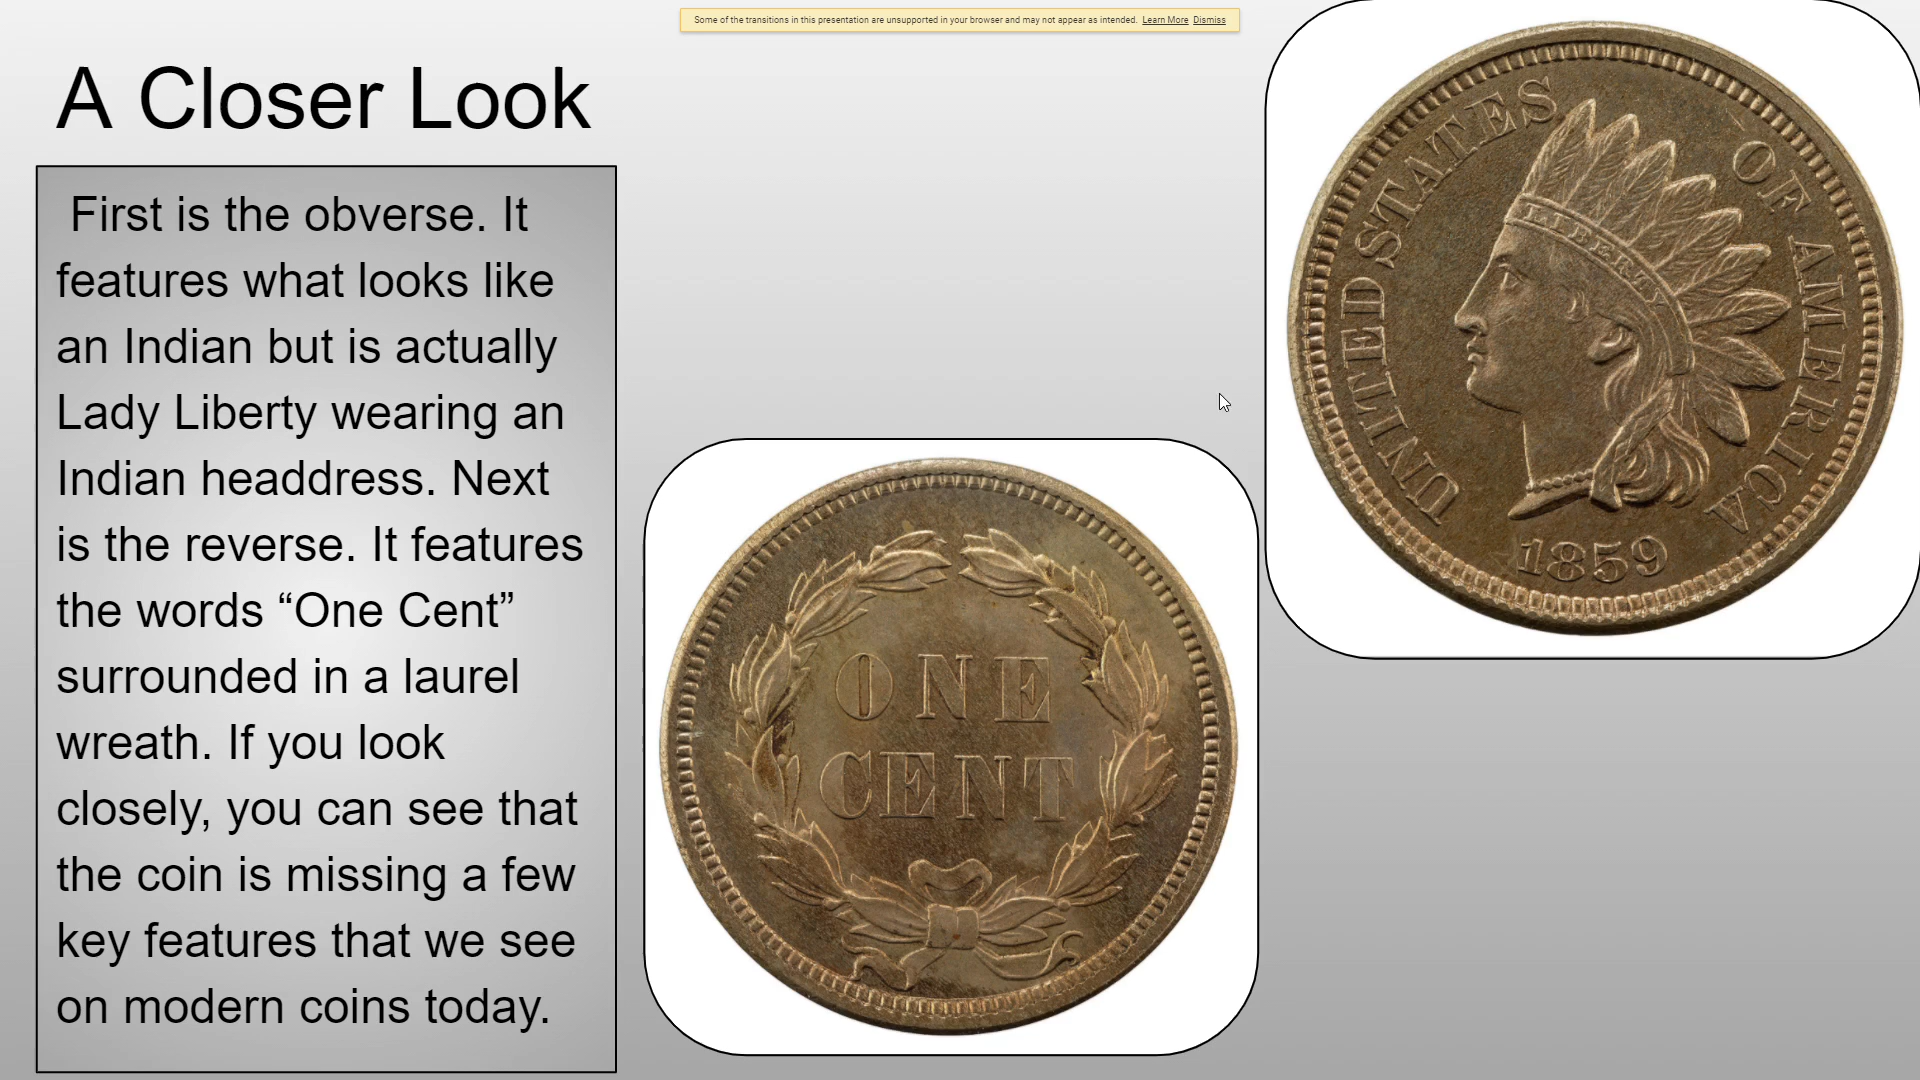 Some of the transitions in this presentation are unsupported in your browser and may not appear as intended. Learn More Dismiss
A Closer Look
First is the obverse. It
features what looks like
an Indian but is actually
Lady Liberty wearing an
Indian headdress. Next
is the reverse. It features
the words “One Cent”
surrounded in a laurel
wreath. If you look
closely, you can see that
the coin is missing a few
key features that we see
on modern coins today.
UNITED STATES OF AMERICA
LIBERTY
1859
ONE
CENT